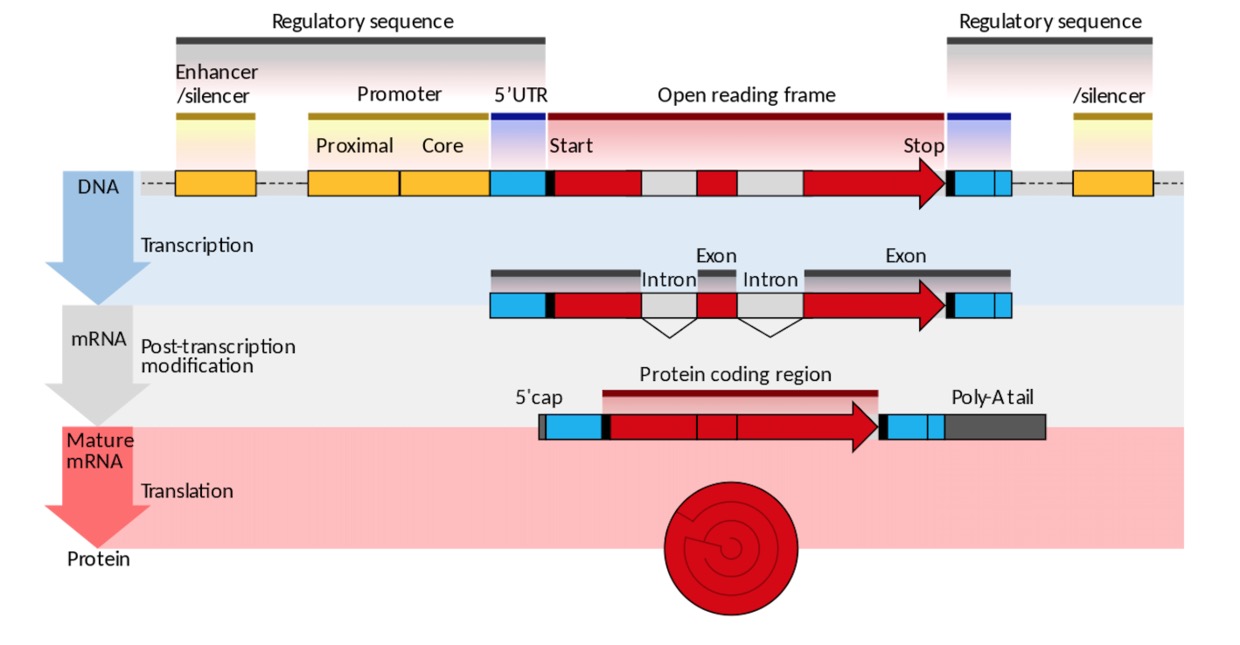 Regulatory sequence
Regulatory sequence
Enhancer
/silencer
Promoter
5’UTR
Open reading frame
/silencer
Proximal
Core
Start
Stop
DNA
Transcription
Exon
Exon
Intron
Intron
mRNA
Post-transcription
modification
Protein coding region
5'cap
Poly-A tail
Mature
mRNA
Translation
Protein